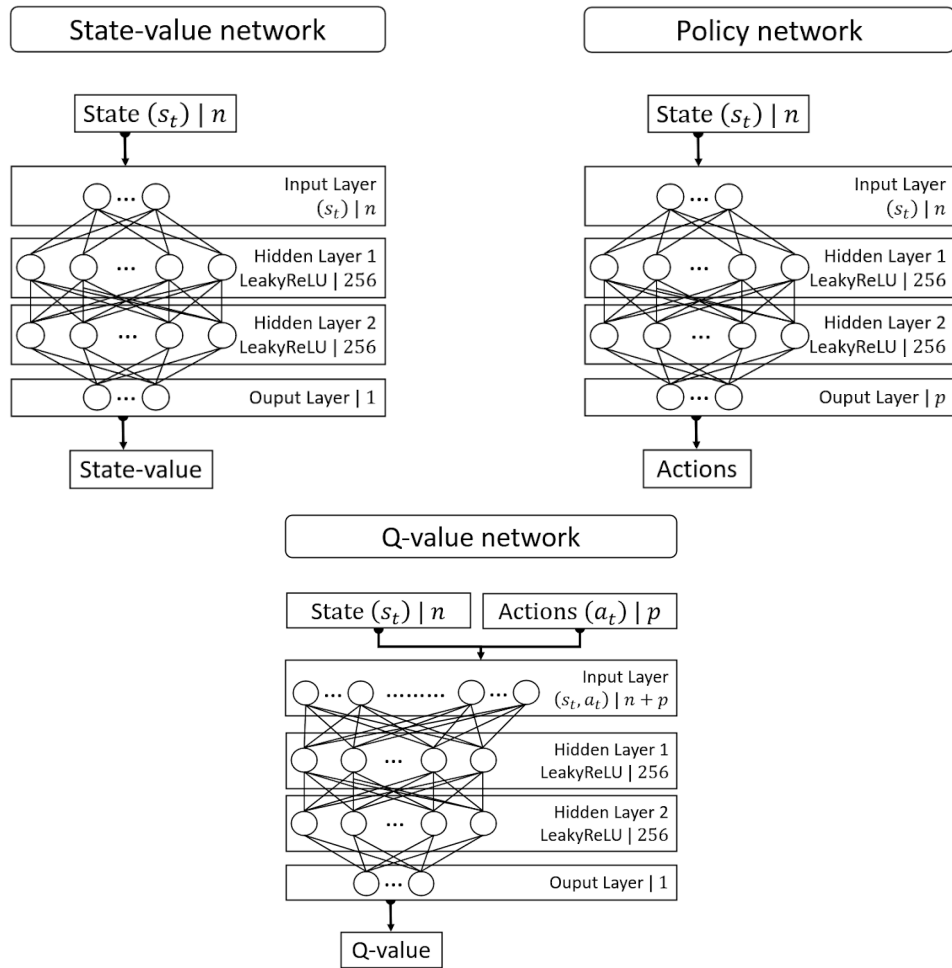 State-value network
State (s_t) | n
Input Layer
(s_t) | n
Hidden Layer 1
LeakyReLU | 256
Hidden Layer 2
LeakyReLU | 256
Ouput Layer | 1
State-value
Policy network
State (s_t) | n
Input Layer
(s_t) | n
Hidden Layer 1
LeakyReLU | 256
Hidden Layer 2
LeakyReLU | 256
Ouput Layer | p
Actions
Q-value network
State (s_t) | n
Actions (a_t) | p
Input Layer
(s_t, a_t) | n + p
Hidden Layer 1
LeakyReLU | 256
Hidden Layer 2
LeakyReLU | 256
Ouput Layer | 1
Q-value